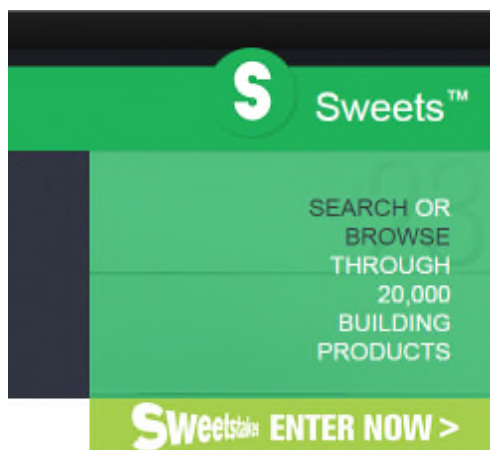 S Sweets™
SEARCH OR
BROWSE
THROUGH
20,000
BUILDING
PRODUCTS
Sweetstakes ENTER NOW >